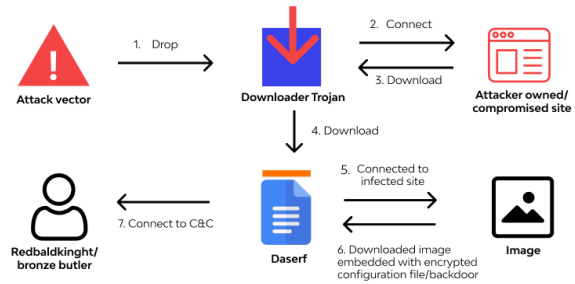 1. Drop
2. Connect
3. Download
Attack vector
Downloader Trojan
Attacker owned/
compromised site
4. Download
5. Connected to
infected site
7. Connect to C&C
6. Downloaded image
embedded with encrypted
configuration file/backdoor
Redbaldkinght/
bronze butler
Daserf
Image